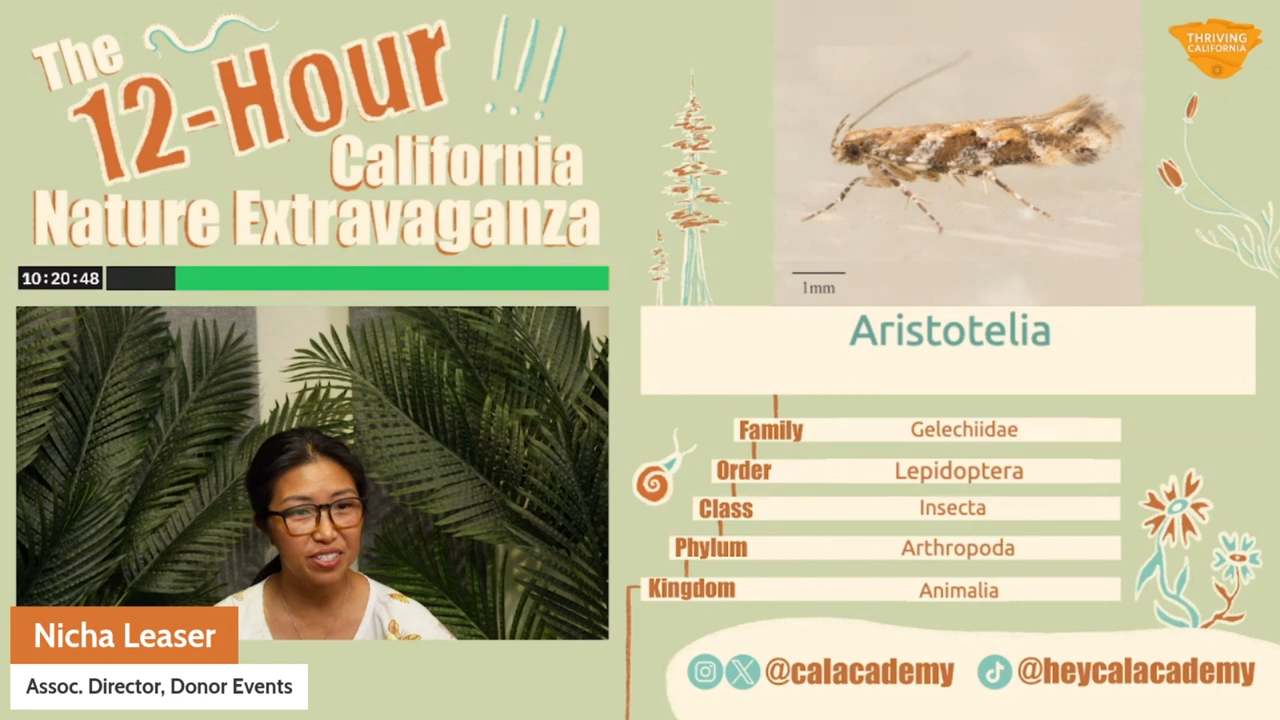 The
12-Hour
!!!
California
Nature Extravaganza
10:20:48
THRIVING
CALIFORNIA
1mm
Aristotelia
Family Gelechiidae
Order Lepidoptera
Class Insecta
Phylum Arthropoda
Kingdom Animalia
Nicha Leaser
Assoc. Director, Donor Events
@calacademy @heycalacademy